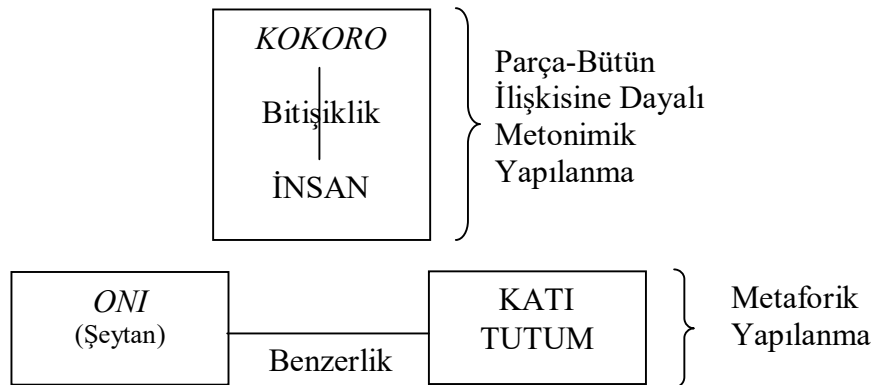 KOKORO
Bitişiklik
İNSAN
Parça-Bütün
İlişkisine Dayalı
Metonimik
Yapılanma
ONI
(Şeytan)
Benzerlik
KATI
TUTUM
Metaforik
Yapılanma